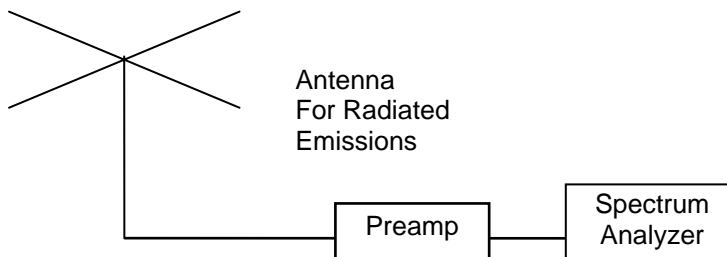 Antenna
For Radiated
Emissions
Preamp
Spectrum
Analyzer